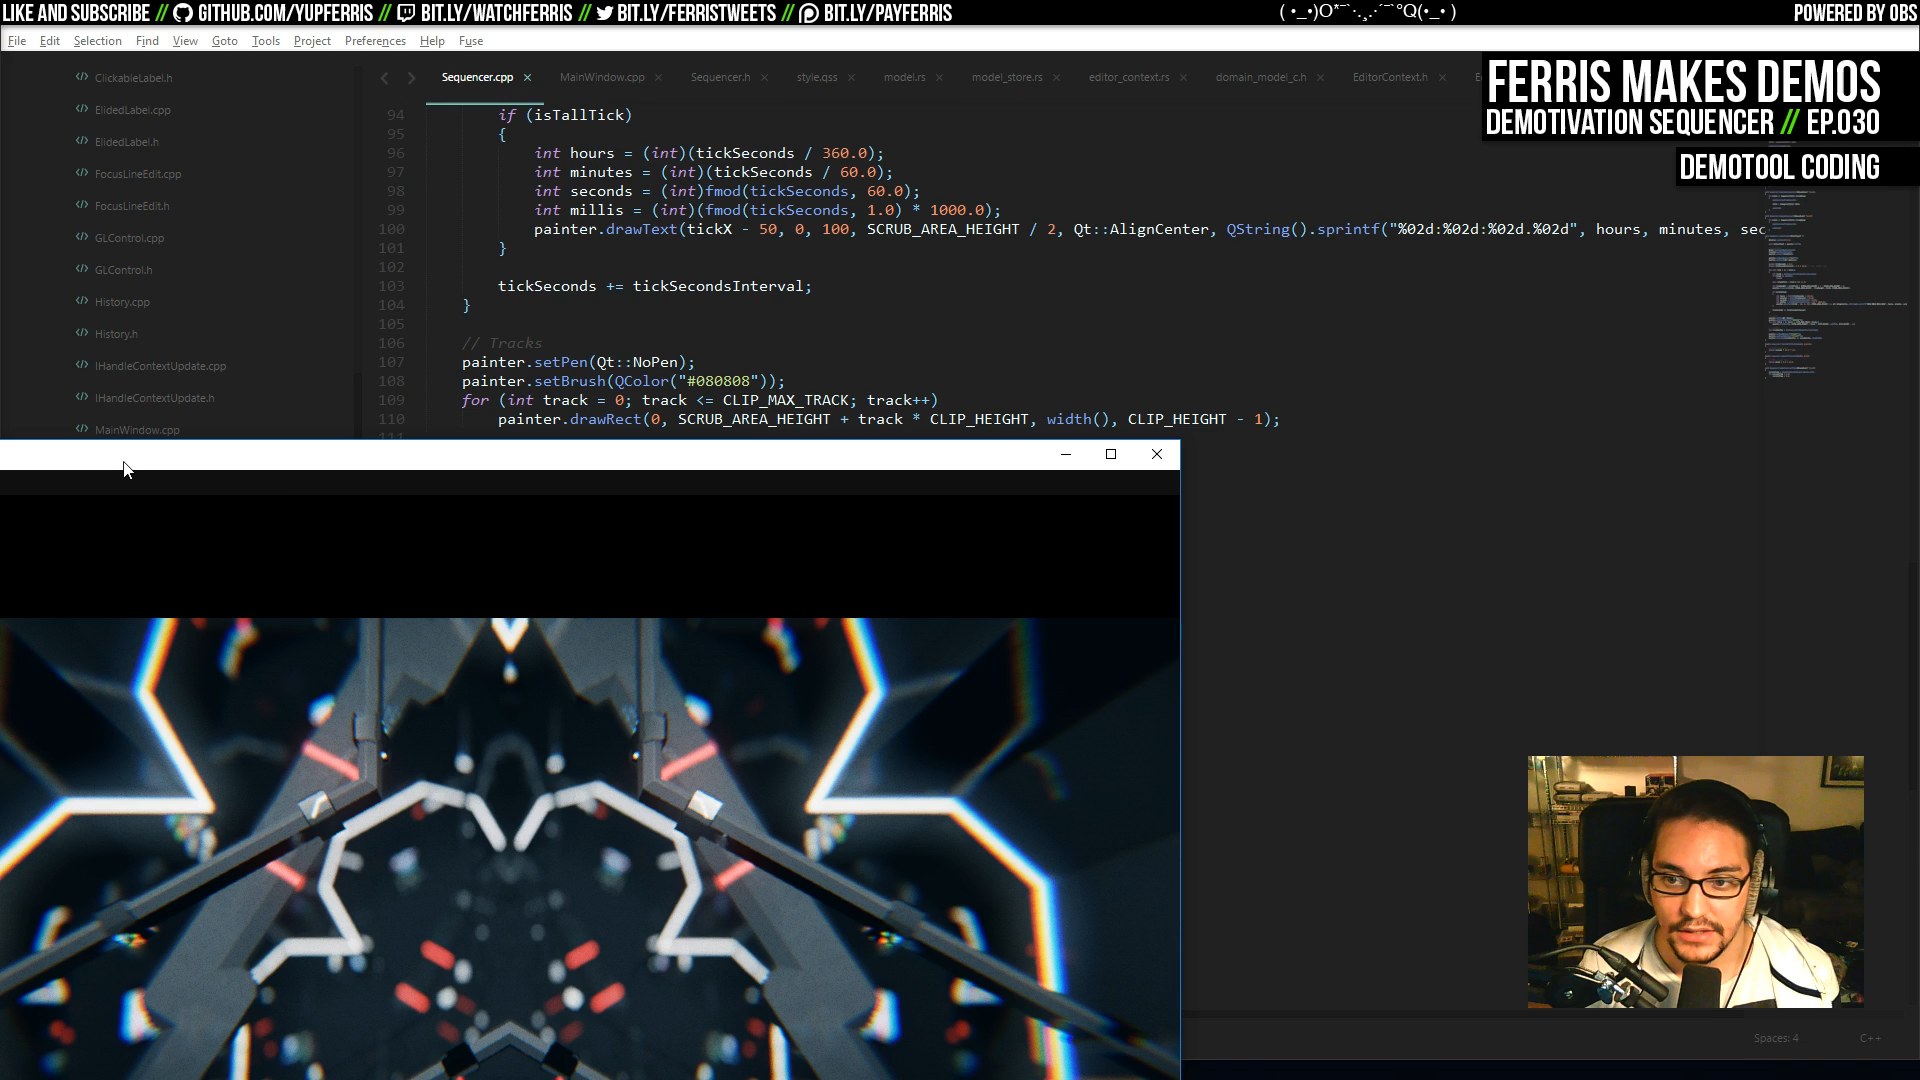 LIKE AND SUBSCRIBE // GITHUB.COM/YUPFERRIS // BIT.LY/WATCHFERRIS // BIT.LY/FERRISTWEETS // BIT.LY/PAYFERRIS
( •_•)O*¯`·.¸.·´¯`°Q(•_• )
POWERED BY OBS
File Edit Selection Find View Goto Tools Project Preferences Help Fuse
FERRIS MAKES DEMOS
DEMOTIVATION SEQUENCER // EP.030
DEMOTOOL CODING
ClickableLabel.h
ElidedLabel.cpp
ElidedLabel.h
FocusLineEdit.cpp
FocusLineEdit.h
GLControl.cpp
GLControl.h
History.cpp
History.h
IHandleContextUpdate.cpp
IHandleContextUpdate.h
MainWindow.cpp
Sequencer.cpp MainWindow.cpp Sequencer.h style.qss model.rs model_store.rs editor_context.rs domain_model_c.h EditorContext.h
94 if (isTallTick)
95 {
96 int hours = (int)(tickSeconds / 360.0);
97 int minutes = (int)(tickSeconds / 60.0);
98 int seconds = (int)fmod(tickSeconds, 60.0);
99 int millis = (int)(fmod(tickSeconds, 1.0) * 1000.0);
100 painter.drawText(tickX - 50, 0, 100, SCRUB_AREA_HEIGHT / 2, Qt::AlignCenter, QString().sprintf("%02d:%02d:%02d.%02d", hours, minutes, sec
101 }
102
103 tickSeconds += tickSecondsInterval;
104 }
105
106 // Tracks
107 painter.setPen(Qt::NoPen);
108 painter.setBrush(QColor("#080808"));
109 for (int track = 0; track <= CLIP_MAX_TRACK; track++)
110 painter.drawRect(0, SCRUB_AREA_HEIGHT + track * CLIP_HEIGHT, width(), CLIP_HEIGHT - 1);
111
Spaces: 4 C++